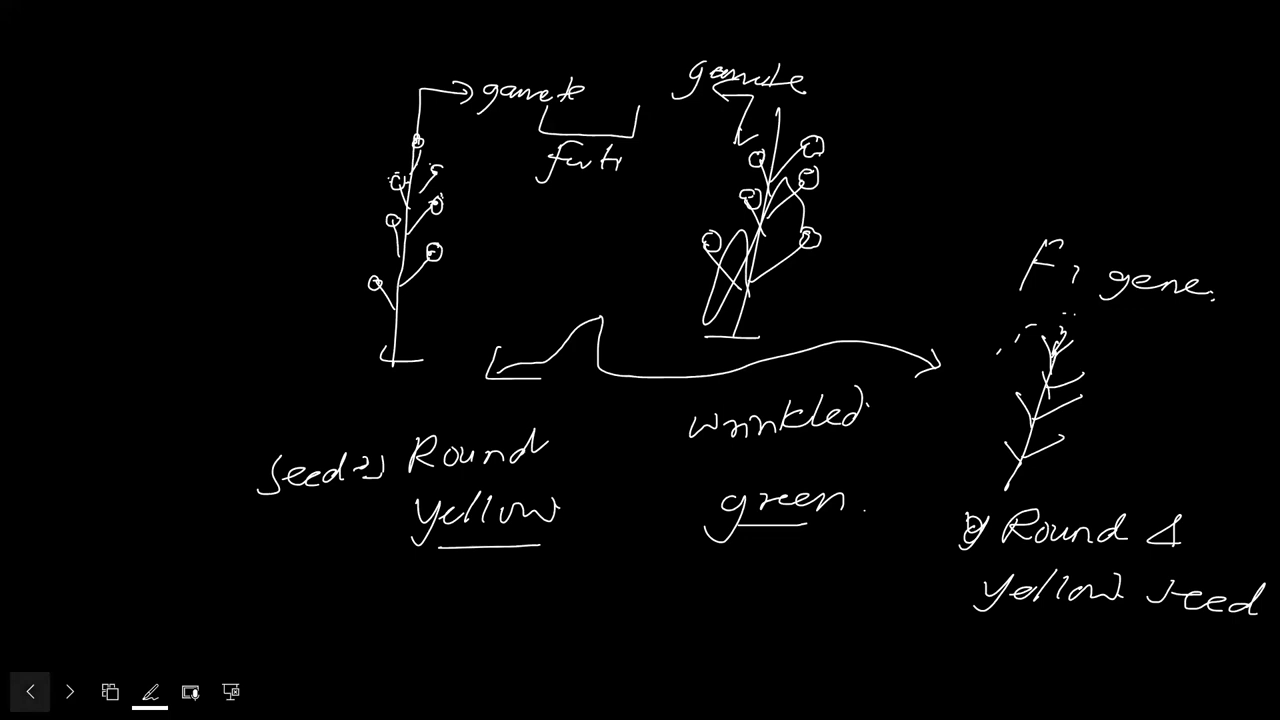 gamete
gamete
ferti
F1 gene.
wrinkled
seed => Round
yellow
green.
Round &
yellow seed